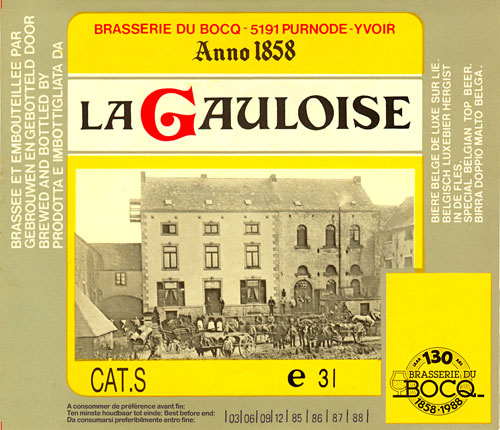 BRASSERIE DU BOCQ - 5191 PURNODE - YVOIR
Anno 1858
LA GAULOISE
BRASSÉE ET EMBOUTEILLEE PAR
GEBROUWEN EN GEBOTTELD DOOR
BREWED AND BOTTLED BY
PRODOTTA E IMBOTTIGLIATA DA
BIERE BELGE DE LUXE SUR LIE.
BELGISCH LUXEBIER HERGIST
IN DE FLES.
SPECIAL BELGIAN TOP BEER.
BIRRA DOPPIO MALTO BELGA.
CAT.S
e 3l
130
BRASSERIE DU
BOCQ
1858-1988
A consommer de préférence avant fin:
Ten minste houdbaar tot einde: Best before end:
Da consumarsi preferibilmente entro fine:
|03|06|09|12|85|86|87|88|